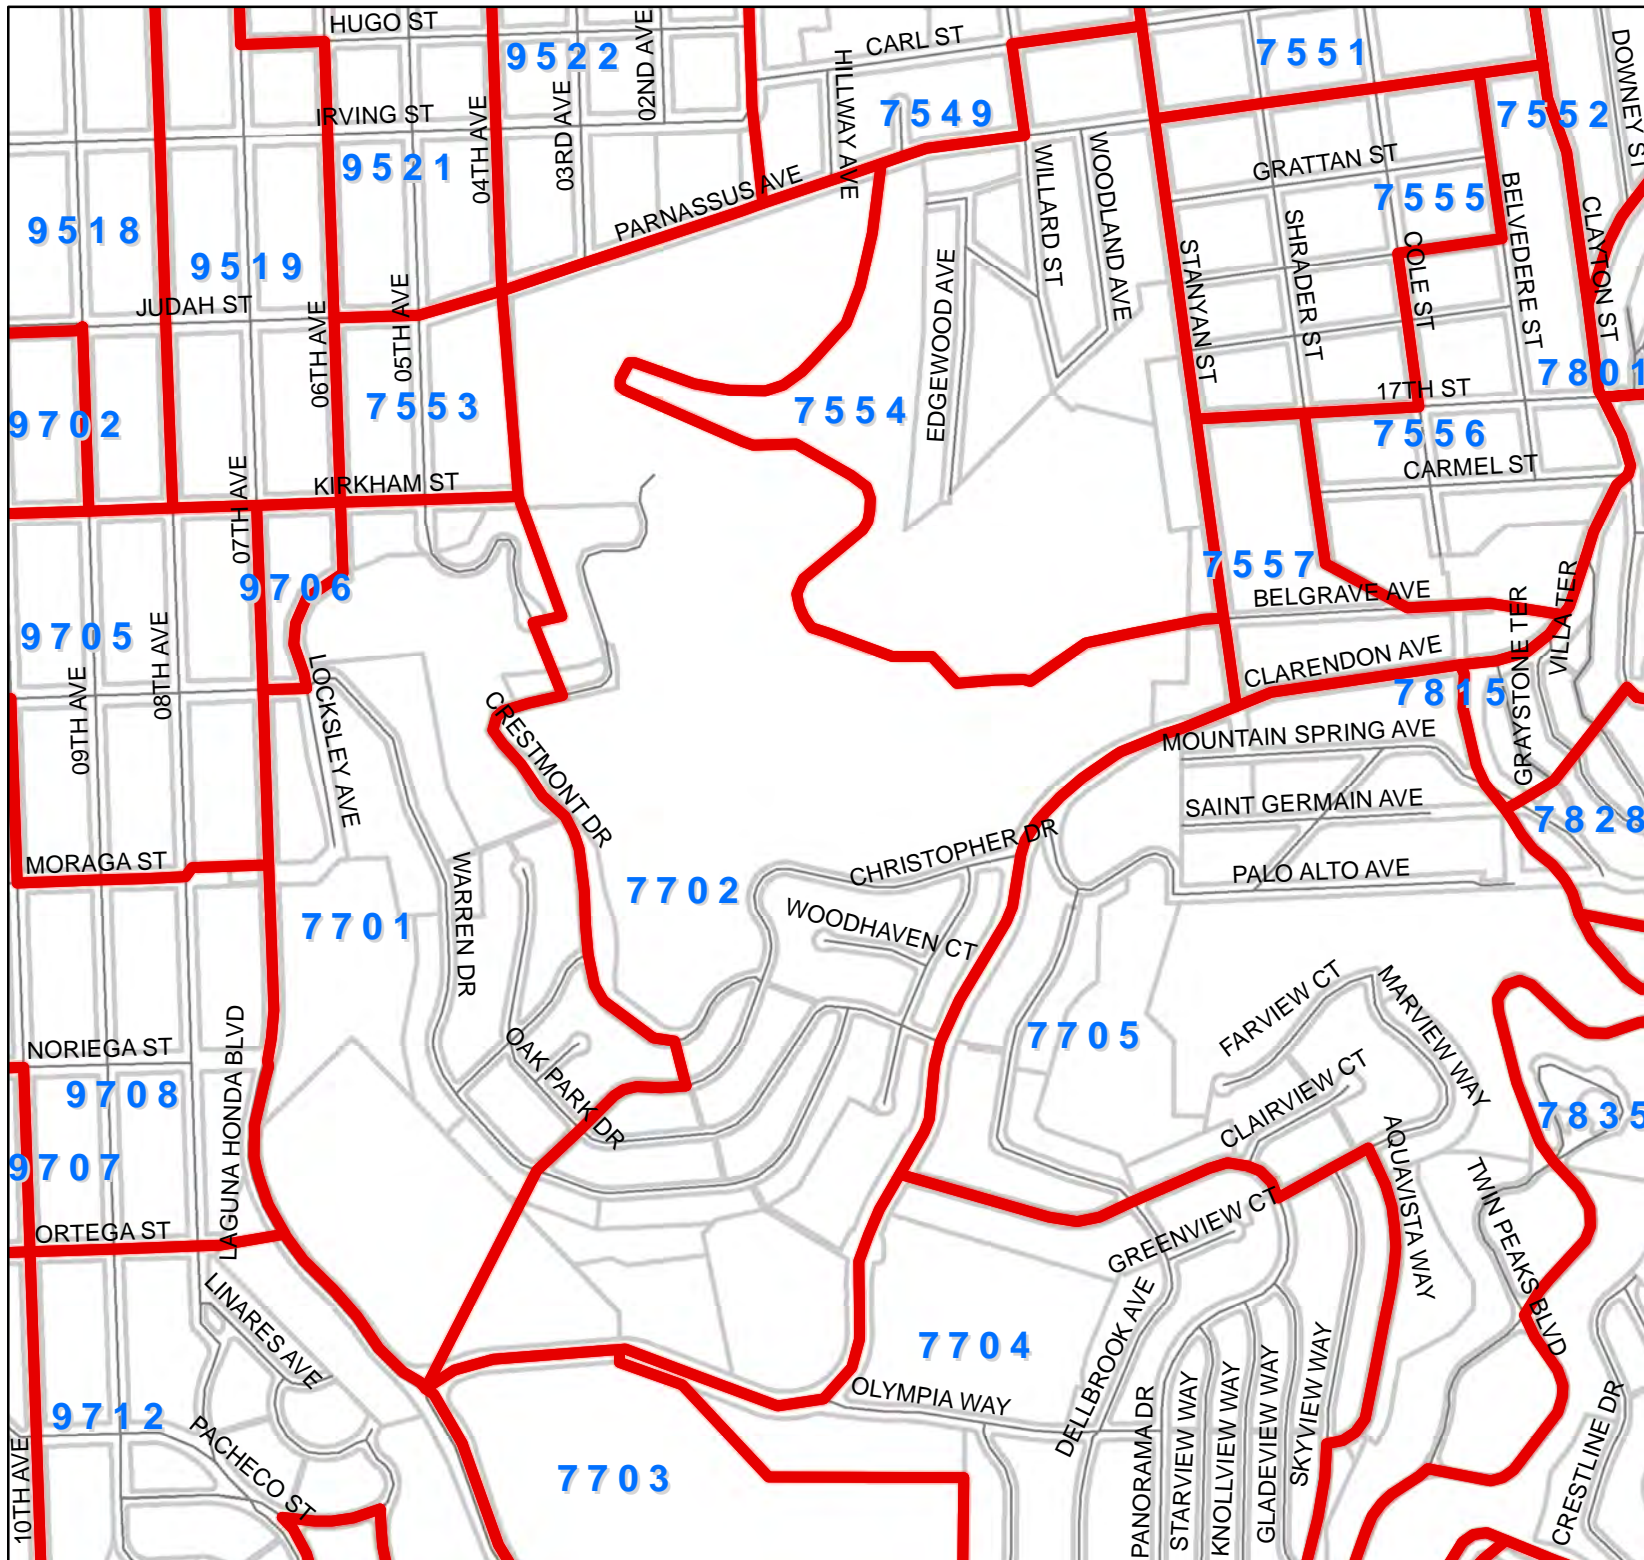 HUGO ST
9522
02ND AVE
HILLWAY AVE
CARL ST
7551
DOWNEY ST
IRVING ST
04TH AVE
03RD AVE
7549
7552
9521
WILLARD ST
WOODLAND AVE
GRATTAN ST
9518
PARNASSUS AVE
7555
BELVEDERE ST
CLAYTON ST
9519
EDGEWOOD AVE
STANYAN ST
SHRADER ST
COLE ST
JUDAH ST
06TH AVE
05TH AVE
7801
9702
7553
7554
17TH ST
7556
CARMEL ST
07TH AVE
KIRKHAM ST
9706
7557
BELGRAVE AVE
GRAYSTONE TER
VILLA TER
9705
08TH AVE
09TH AVE
LOCKSLEY AVE
CRESTMONT DR
CLARENDON AVE
7815
MOUNTAIN SPRING AVE
SAINT GERMAIN AVE
7828
MORAGA ST
WARREN DR
7702
CHRISTOPHER DR
PALO ALTO AVE
7701
WOODHAVEN CT
FARVIEW CT
MARVIEW WAY
NORIEGA ST
LAGUNA HONDA BLVD
OAK PARK DR
7705
9708
CLAIRVIEW CT
7835
9707
AQUAVISTA WAY
TWIN PEAKS BLVD
ORTEGA ST
GREENVIEW CT
LINARES AVE
DELLBROOK AVE
7704
OLYMPIA WAY
PANORAMA DR
STARVIEW WAY
KNOLLVIEW WAY
GLADEVIEW WAY
SKYVIEW WAY
CRESTLINE DR
9712
PACHECO ST
10TH AVE
7703